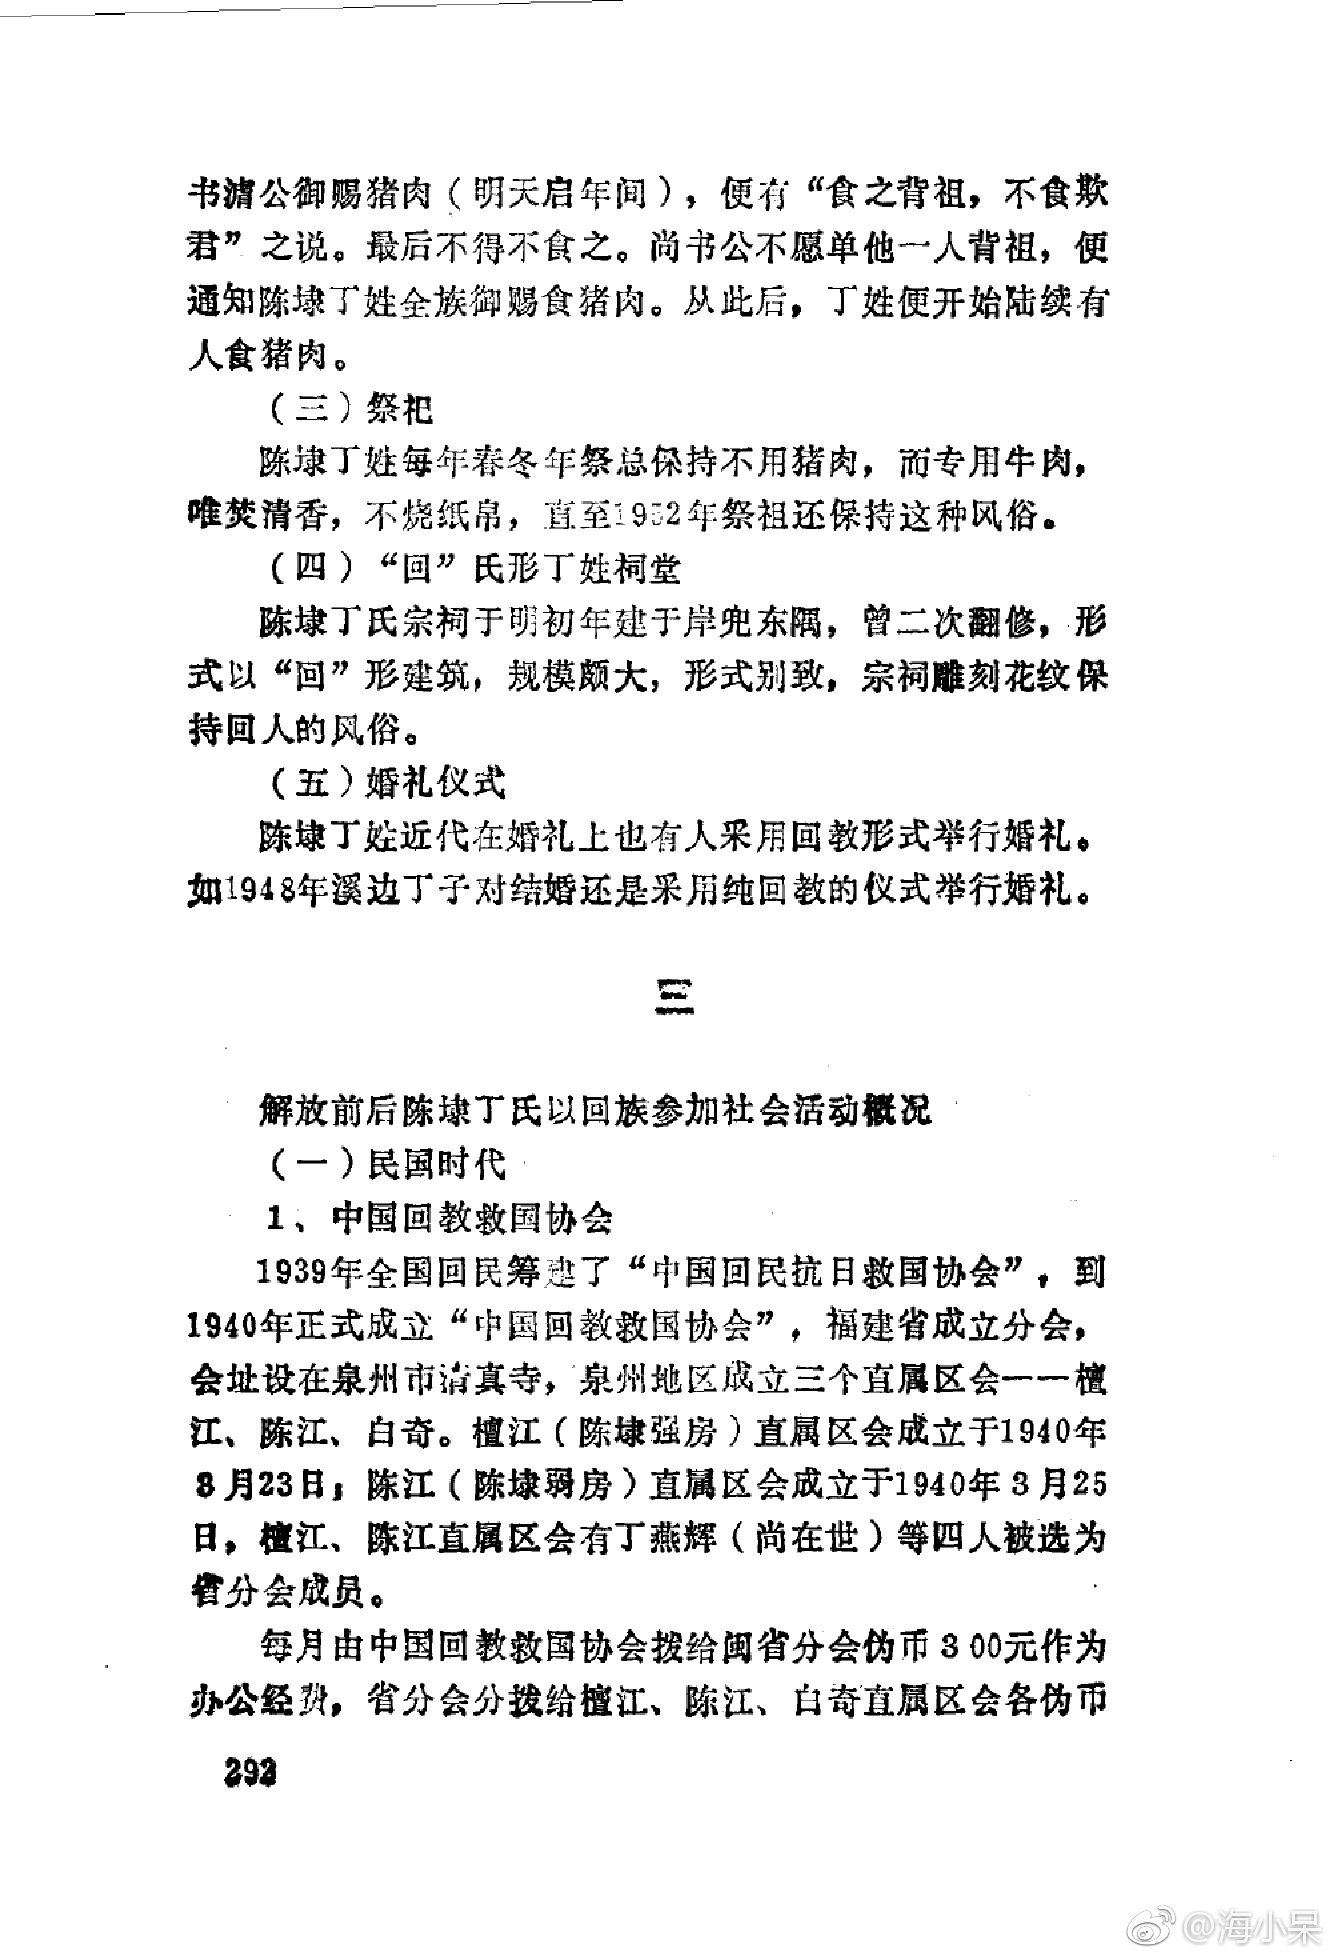 书清公御赐猪肉（明天启年间），便有“食之背祖，不食欺
君”之说。最后不得不食之。尚书公不愿单他一人背祖，便
通知陈埭丁姓全族御赐食猪肉。从此后，丁姓便开始陆续有
人食猪肉。
（三）祭祀
陈埭丁姓每年春冬年祭总保持不用猪肉，而专用牛肉，
唯焚清香，不烧纸帛，直至1952年祭祖还保持这种风俗。
（四）“回”氏形丁姓祠堂
陈埭丁氏宗祠于明初年建于岸兜东隅，曾二次翻修，形
式以“回”形建筑，规模颇大，形式别致，宗祠雕刻花纹保
持回人的风俗。
（五）婚礼仪式
陈埭丁姓近代在婚礼上也有人采用回教形式举行婚礼。
如1948年溪边丁子对结婚还是采用纯回教的仪式举行婚礼。
三
解放前后陈埭丁氏以回族参加社会活动概况
（一）民国时代
1、中国回教救国协会
1939年全国回民筹建了“中国回民抗日救国协会”，到
1940年正式成立“中国回教救国协会”，福建省成立分会，
会址设在泉州市清真寺，泉州地区成立三个直属区会——檀
江、陈江、白奇。檀江（陈埭强房）直属区会成立于1940年
3月23日；陈江（陈埭弱房）直属区会成立于1940年3月25
日，檀江、陈江直属区会有丁燕辉（尚在世）等四人被选为
省分会成员。
每月由中国回教救国协会拨给闽省分会伪币300元作为
办公经费，省分会分拨给檀江、陈江、白奇直属区会各伪币
292
@海小呆